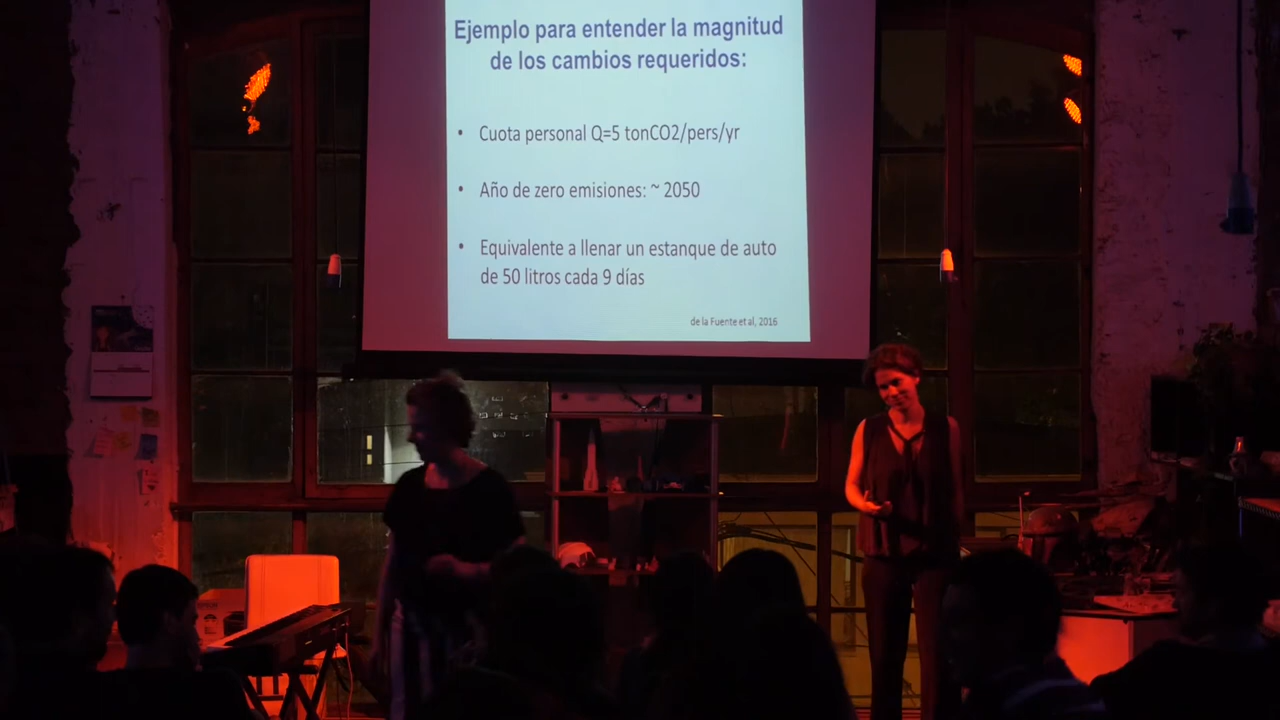 Ejemplo para entender la magnitud
de los cambios requeridos:
• Cuota personal Q=5 tonCO2/pers/yr
• Año de zero emisiones: ~ 2050
• Equivalente a llenar un estanque de auto
de 50 litros cada 9 días
de la Fuente et al, 2016